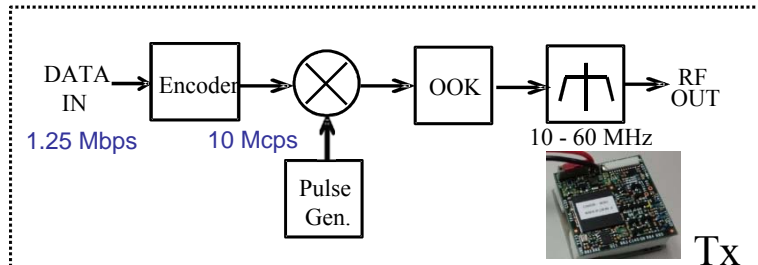 DATA
IN
1.25 Mbps
Encoder
10 Mcps
Pulse
Gen.
OOK
10 - 60 MHz
RF
OUT
Tx